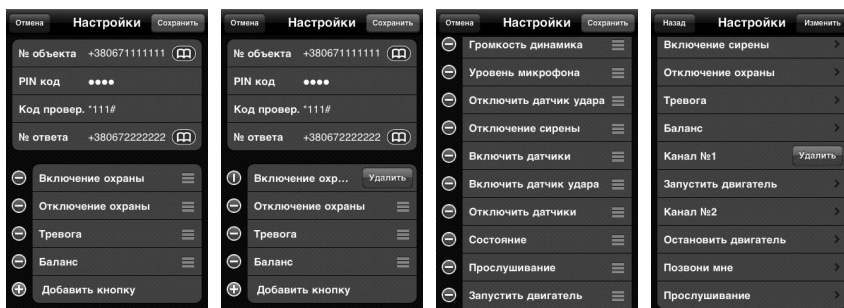 Отмена Настройки Сохранить
№ объекта +380671111111
PIN код ●●●●
Код провер. *111#
№ ответа +380672222222
Включение охраны
Отключение охраны
Тревога
Баланс
Добавить кнопку
Отмена Настройки Сохранить
№ объекта +380671111111
PIN код ●●●●
Код провер. *111#
№ ответа +380672222222
Включение охр... Удалить
Отключение охраны
Тревога
Баланс
Добавить кнопку
Отмена Настройки Сохранить
Громкость динамика
Уровень микрофона
Отключить датчик удара
Отключение сирены
Включить датчики
Включить датчик удара
Отключить датчики
Состояние
Прослушивание
Запустить двигатель
Назад Настройки Изменить
Включение сирены
Отключение охраны
Тревога
Баланс
Канал №1 Удалить
Запустить двигатель
Канал №2
Остановить двигатель
Позвони мне
Прослушивание